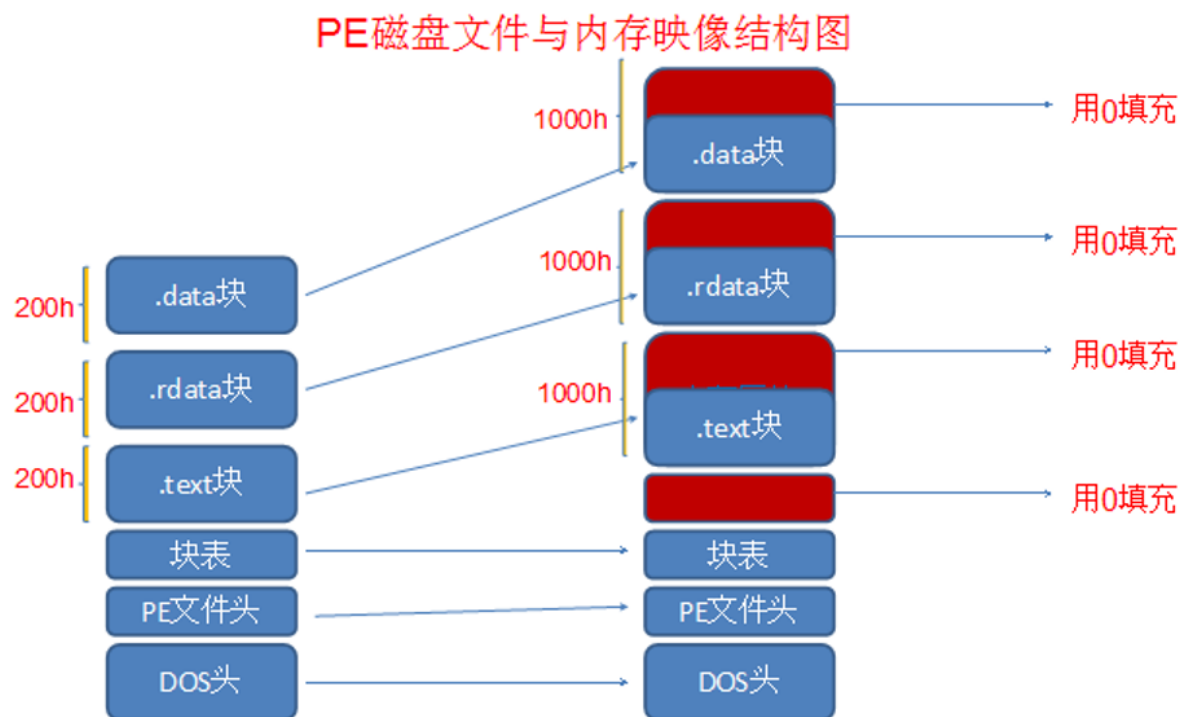 PE磁盘文件与内存映像结构图
1000h
用0填充
.data块
1000h
用0填充
.rdata块
200h
.data块
1000h
用0填充
.text块
200h
.rdata块
200h
.text块
用0填充
块表
块表
PE文件头
PE文件头
DOS头
DOS头